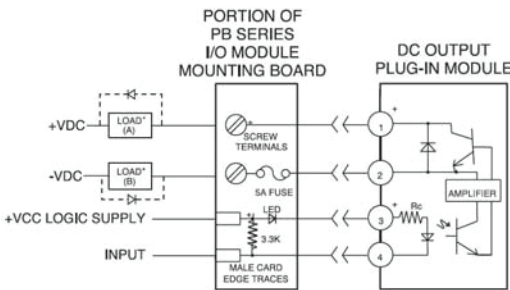 PORTION OF
PB SERIES
I/O MODULE
MOUNTING BOARD
DC OUTPUT
PLUG-IN MODULE
+VDC
LOAD*
(A)
+
SCREW
TERMINALS
+
1
-VDC
LOAD*
(B)
5A FUSE
2
AMPLIFIER
+VCC LOGIC SUPPLY
+
LED
3.3K
+
3
Rc
INPUT
4
MALE CARD
EDGE TRACES